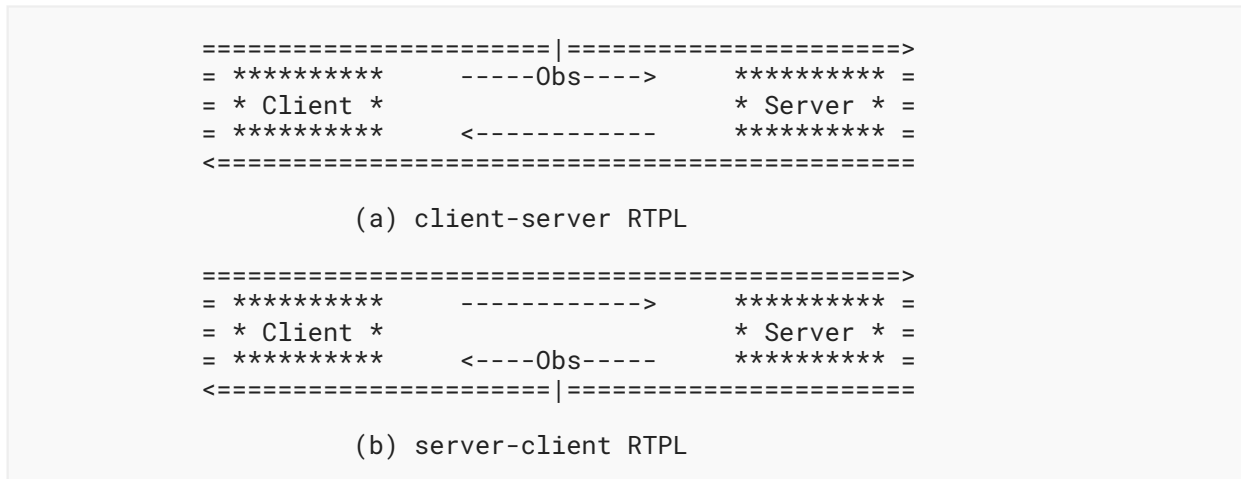 =======================|======================>
= **********     -----Obs---->     ********** =
= * Client *                       * Server * =
= **********     <------------     ********** =
<==============================================
(a) client-server RTPL
==============================================>
= **********     ------------>     ********** =
= * Client *                       * Server * =
= **********     <----Obs-----     ********** =
<======================|=======================
(b) server-client RTPL